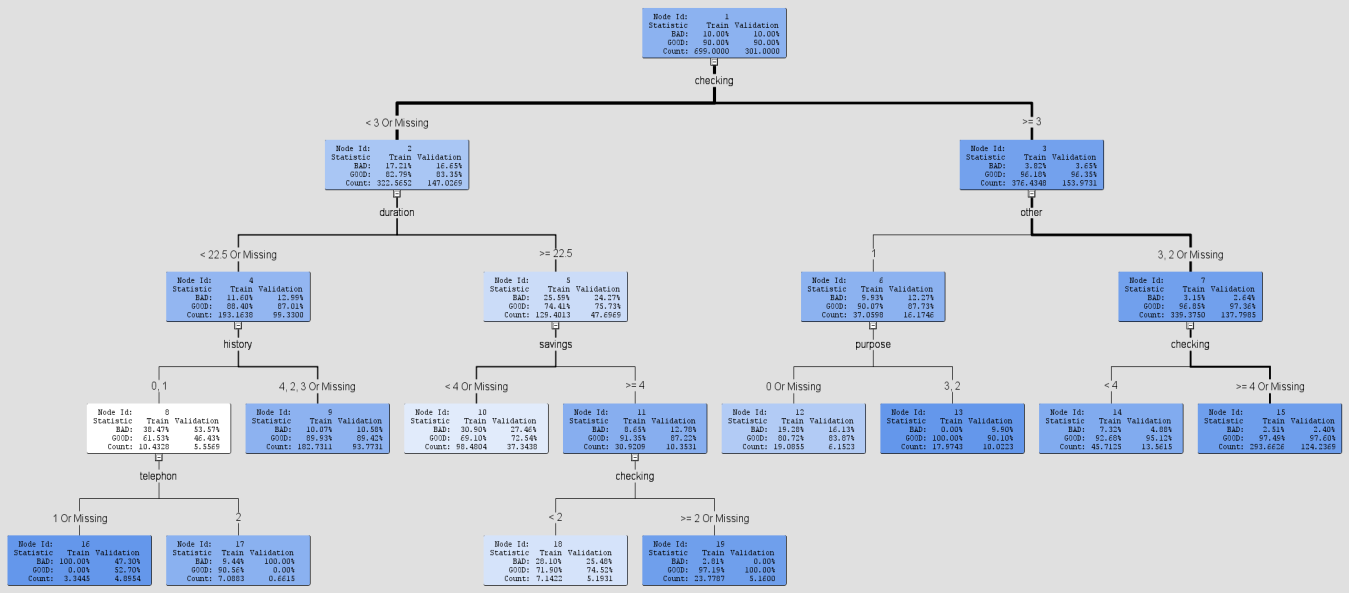 Node Id: 1
Statistic Train Validation
BAD: 10.00% 10.00%
GOOD: 90.00% 90.00%
Count: 699.0000 301.0000
checking
< 3 Or Missing
>= 3
Node Id: 2
Statistic Train Validation
BAD: 17.21% 16.65%
GOOD: 82.79% 83.35%
Count: 322.5652 147.0269
Node Id: 3
Statistic Train Validation
BAD: 3.82% 3.65%
GOOD: 96.18% 96.35%
Count: 376.4348 153.9731
duration
other
< 22.5 Or Missing
>= 22.5
1
3, 2 Or Missing
Node Id: 4
Statistic Train Validation
BAD: 11.60% 12.99%
GOOD: 88.40% 87.01%
Count: 193.1638 99.3300
Node Id: 5
Statistic Train Validation
BAD: 25.59% 24.27%
GOOD: 74.41% 75.73%
Count: 129.4013 47.6969
Node Id: 6
Statistic Train Validation
BAD: 9.93% 12.27%
GOOD: 90.07% 87.73%
Count: 37.0598 16.1746
Node Id: 7
Statistic Train Validation
BAD: 3.15% 2.64%
GOOD: 96.85% 97.36%
Count: 339.3750 137.7985
history
savings
purpose
checking
0, 1
4, 2, 3 Or Missing
< 4 Or Missing
>= 4
0 Or Missing
3, 2
< 4
>= 4 Or Missing
Node Id: 8
Statistic Train Validation
BAD: 38.47% 53.57%
GOOD: 61.53% 46.43%
Count: 10.4328 5.5569
Node Id: 9
Statistic Train Validation
BAD: 10.07% 10.58%
GOOD: 89.93% 89.42%
Count: 182.7311 93.7731
Node Id: 10
Statistic Train Validation
BAD: 30.90% 27.46%
GOOD: 69.10% 72.54%
Count: 98.4804 37.3438
Node Id: 11
Statistic Train Validation
BAD: 8.65% 12.78%
GOOD: 91.35% 87.22%
Count: 30.9209 10.3531
Node Id: 12
Statistic Train Validation
BAD: 19.28% 16.13%
GOOD: 80.72% 83.87%
Count: 19.0855 6.1523
Node Id: 13
Statistic Train Validation
BAD: 0.00% 9.90%
GOOD: 100.00% 90.10%
Count: 17.9743 10.0223
Node Id: 14
Statistic Train Validation
BAD: 7.32% 4.88%
GOOD: 92.68% 95.12%
Count: 45.7125 13.5615
Node Id: 15
Statistic Train Validation
BAD: 2.51% 2.40%
GOOD: 97.49% 97.60%
Count: 293.6626 124.2369
telephon
checking
1 Or Missing
2
< 2
>= 2 Or Missing
Node Id: 16
Statistic Train Validation
BAD: 100.00% 47.30%
GOOD: 0.00% 52.70%
Count: 3.3445 4.8954
Node Id: 17
Statistic Train Validation
BAD: 9.44% 100.00%
GOOD: 90.56% 0.00%
Count: 7.0883 0.6615
Node Id: 18
Statistic Train Validation
BAD: 28.10% 25.48%
GOOD: 71.90% 74.52%
Count: 7.1422 5.1931
Node Id: 19
Statistic Train Validation
BAD: 2.81% 0.00%
GOOD: 97.19% 100.00%
Count: 23.7787 5.1600